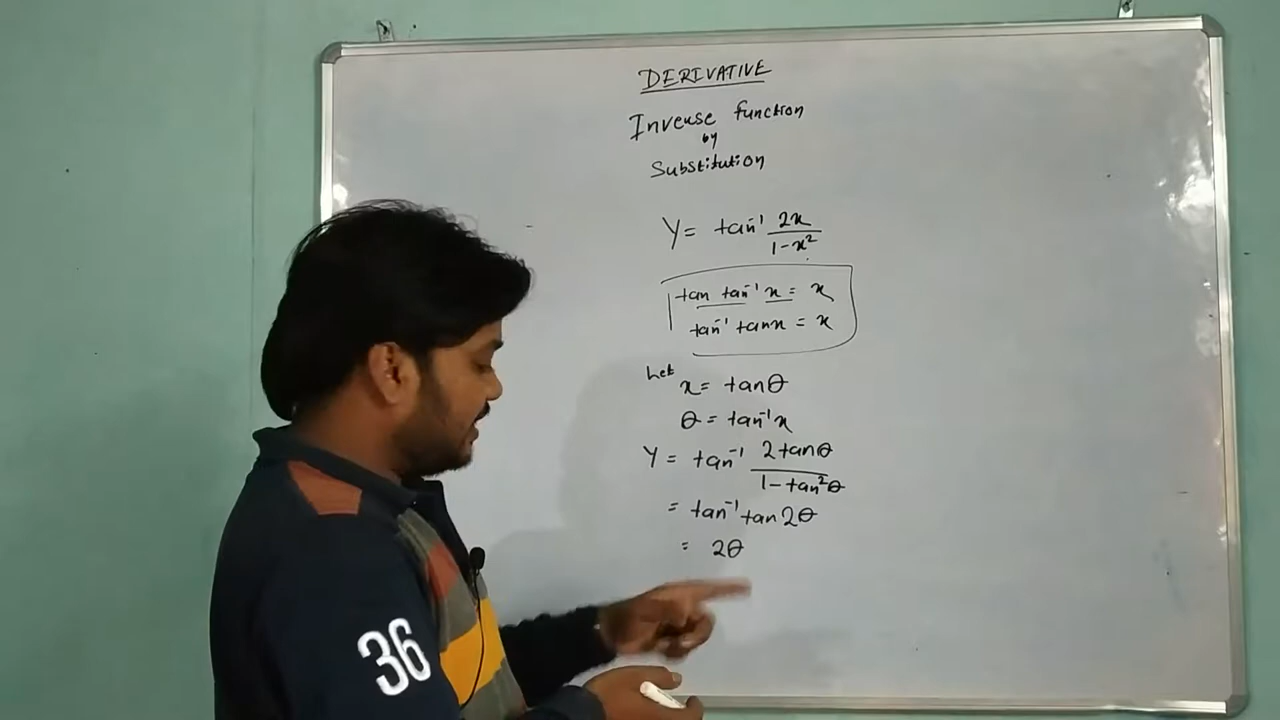 DERIVATIVE
Inverse function
by
Substitution
Y = tan⁻¹ 2x/1-x²
tan tan⁻¹ x = x
tan⁻¹ tanx = x
Let x = tanθ
θ = tan⁻¹x
Y = tan⁻¹ 2tanθ/1-tan²θ
= tan⁻¹ tan2θ
= 2θ
36